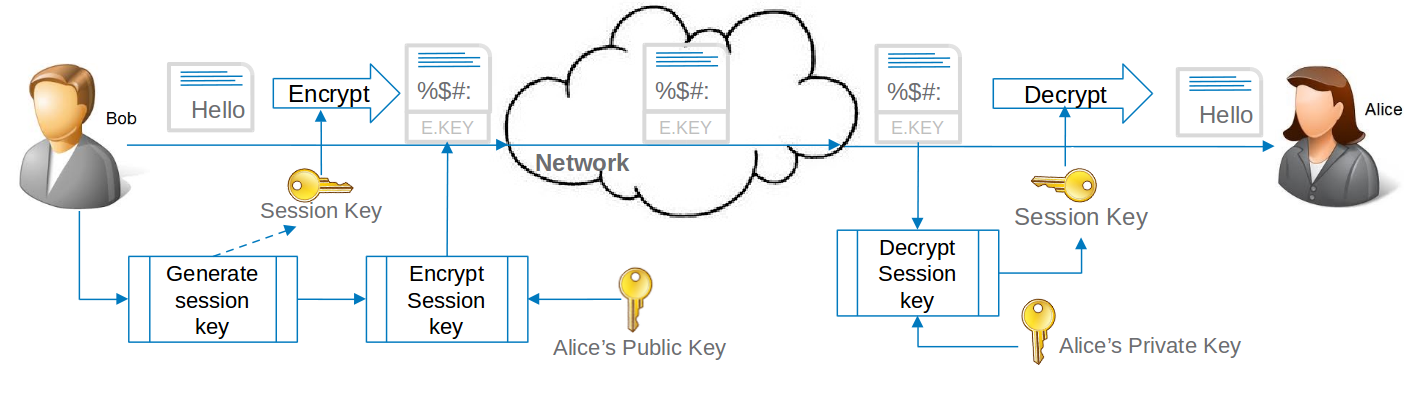 Bob
Hello
Encrypt
%$#:
E.KEY
%$#:
E.KEY
Network
%$#:
E.KEY
Decrypt
Hello
Alice
Session Key
Session Key
Generate
session
key
Encrypt
Session
key
Alice’s Public Key
Decrypt
Session
key
Alice’s Private Key